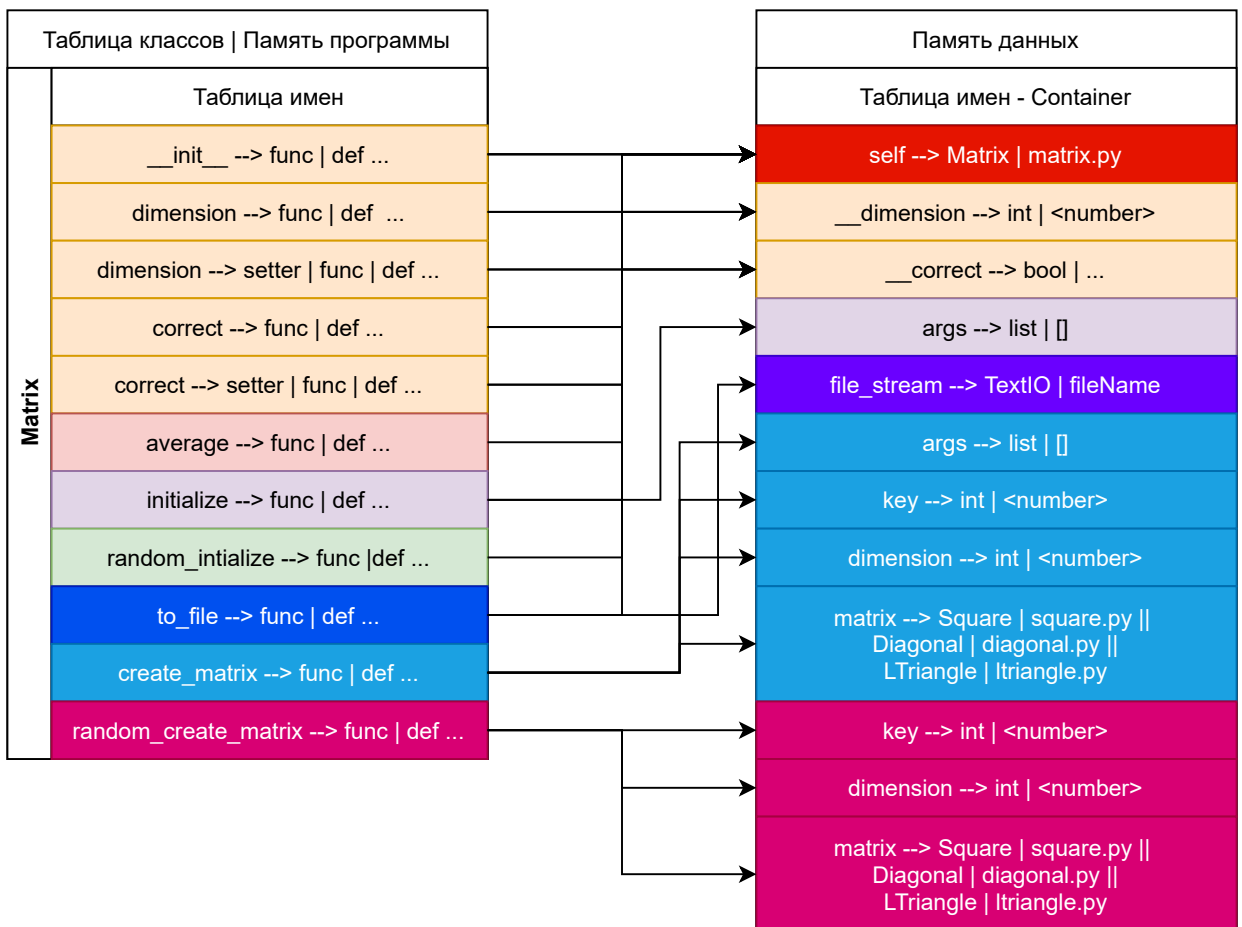 Таблица классов | Память программы
Таблица имен
Matrix
__init__ --> func | def ...
dimension --> func | def ...
dimension --> setter | func | def ...
correct --> func | def ...
correct --> setter | func | def ...
average --> func | def ...
initialize --> func | def ...
random_intialize --> func |def ...
to_file --> func | def ...
create_matrix --> func | def ...
random_create_matrix --> func | def ...
Память данных
Таблица имен - Container
self --> Matrix | matrix.py
__dimension --> int | <number>
__correct --> bool | ...
args --> list | []
file_stream --> TextIO | fileName
args --> list | []
key --> int | <number>
dimension --> int | <number>
matrix --> Square | square.py ||
Diagonal | diagonal.py ||
LTriangle | ltriangle.py
key --> int | <number>
dimension --> int | <number>
matrix --> Square | square.py ||
Diagonal | diagonal.py ||
LTriangle | ltriangle.py